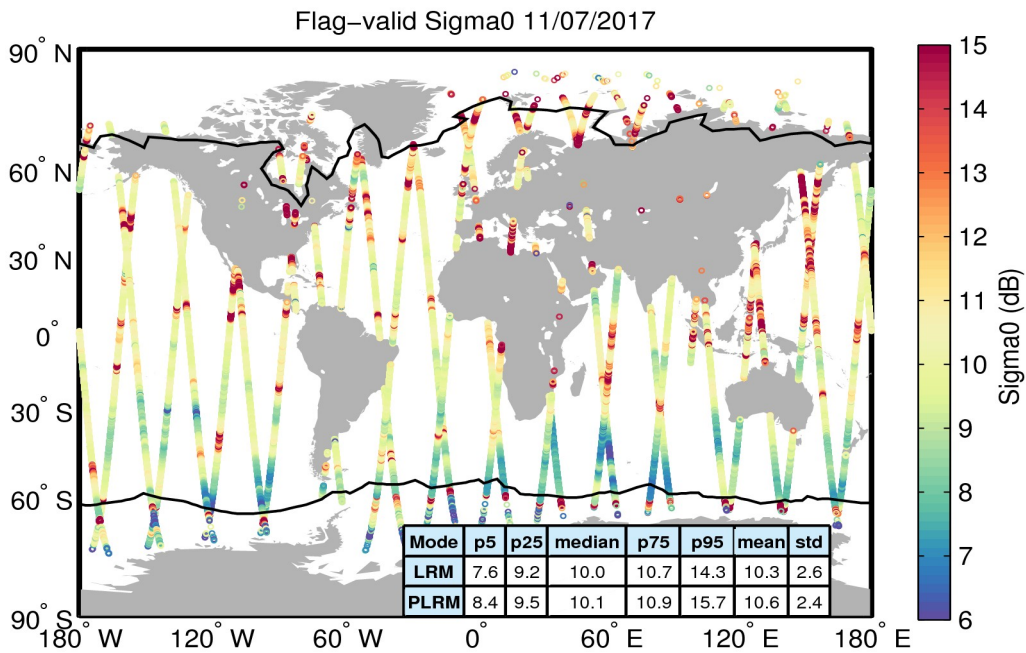 Flag−valid Sigma0 11/07/2017
90° N
60° N
30° N
0°
30° S
60° S
90° S
180° W
120° W
60° W
0°
60° E
120° E
180° E
Mode p5 p25 median p75 p95 mean std
LRM 7.6 9.2 10.0 10.7 14.3 10.3 2.6
PLRM 8.4 9.5 10.1 10.9 15.7 10.6 2.4
15
14
13
12
11
10
9
8
7
6
Sigma0 (dB)